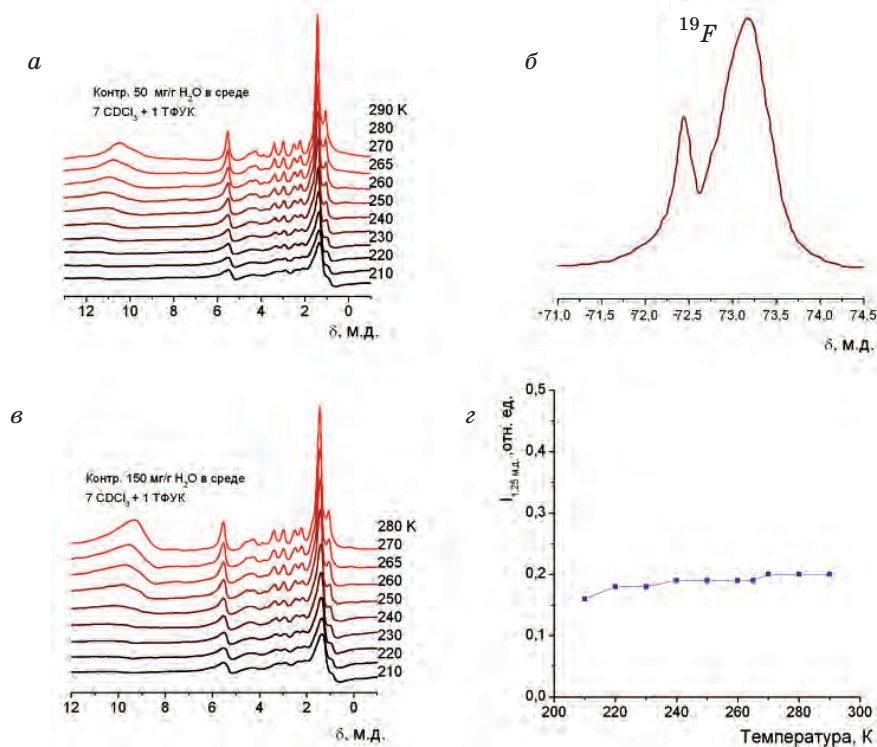 а
Контр. 50 мг/г H₂O в среде
7 CDCl₃ + 1 ТФУК
290 K
280
270
265
260
250
240
230
220
210
12 10 8 6 4 2 0
δ, м.д.
б
¹⁹F
-71,0 -71,5 -72,0 -72,5 -73,0 -73,5 -74,0 -74,5
δ, м.д.
в
Контр. 150 мг/г H₂O в среде
7 CDCl₃ + 1 ТФУК
280 K
270
265
260
250
240
230
220
210
12 10 8 6 4 2 0
δ, м.д.
г
I₁,₂₅ м.д., отн. ед.
0,5
0,4
0,3
0,2
0,1
0,0
200 220 240 260 280 300
Температура, К